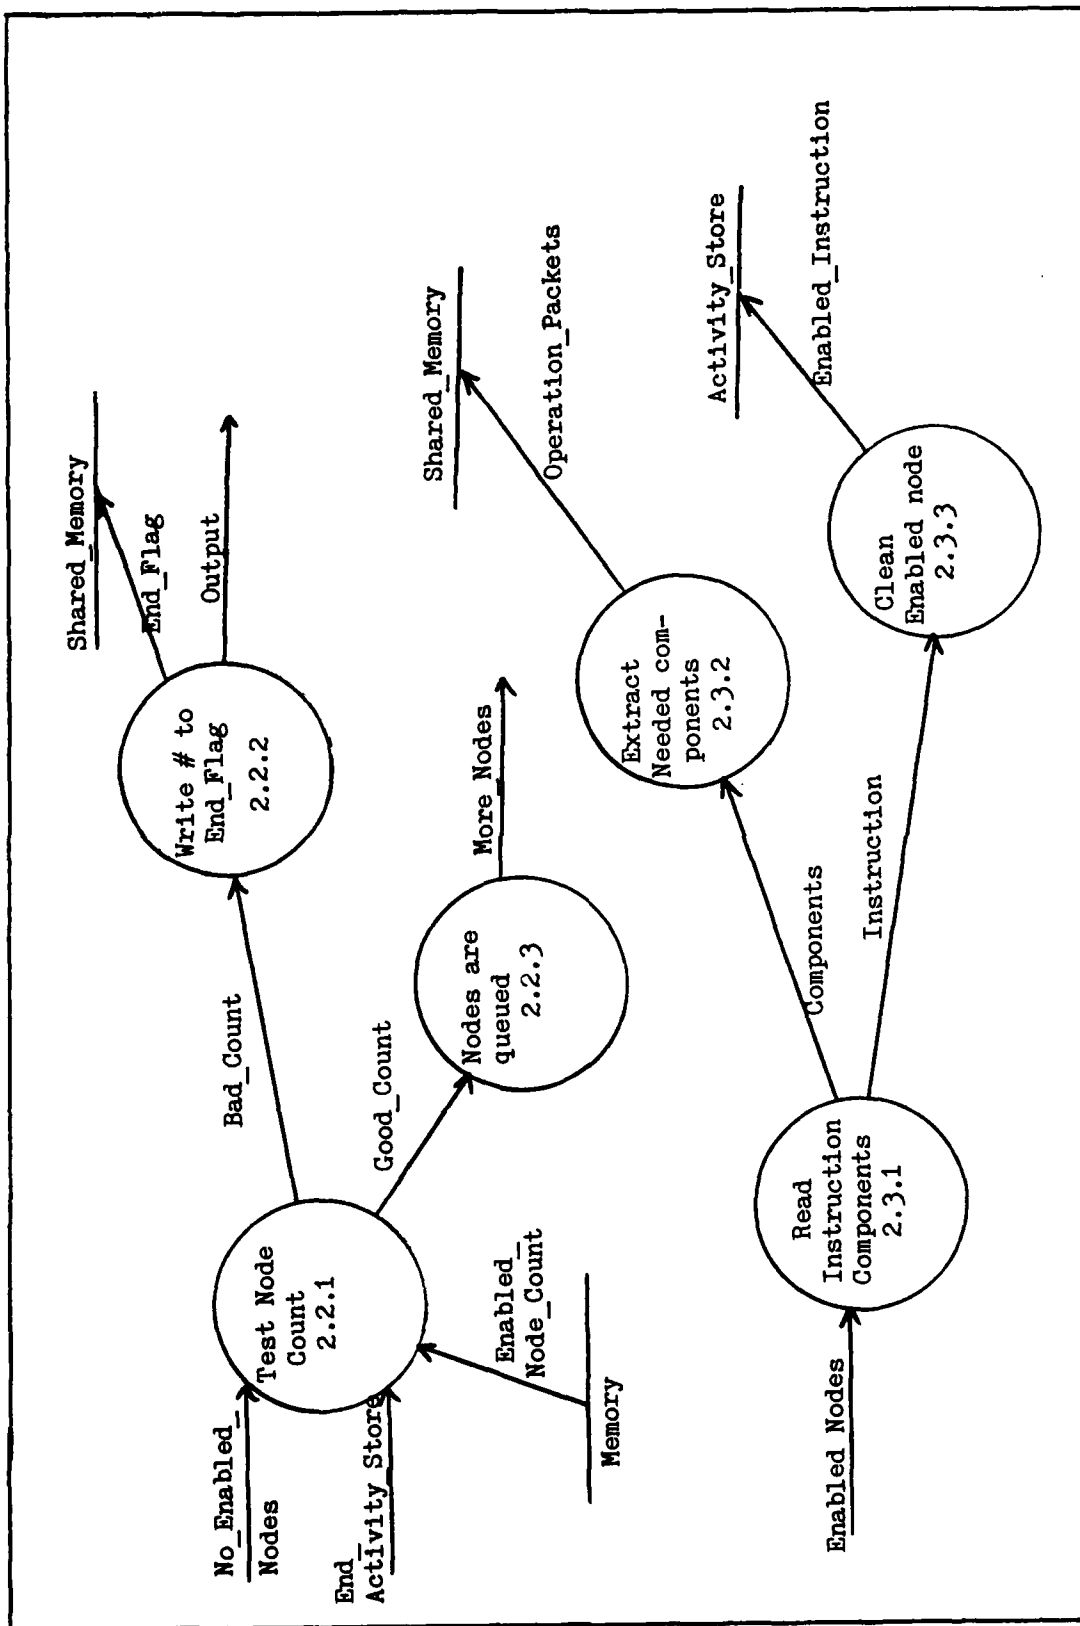 No_Enabled_
Nodes
End_
Activity_Store
Test Node
Count
2.2.1
Enabled_
Node_Count
Memory
Bad_Count
Good_Count
Write # to
End_Flag
2.2.2
Shared_Memory
End_Flag
Output
Nodes are
queued
2.2.3
More_Nodes
Enabled Nodes
Read
Instruction
Components
2.3.1
Components
Instruction
Extract
Needed com-
ponents
2.3.2
Shared_Memory
Operation_Packets
Clean
Enabled node
2.3.3
Activity_Store
Enabled_Instruction